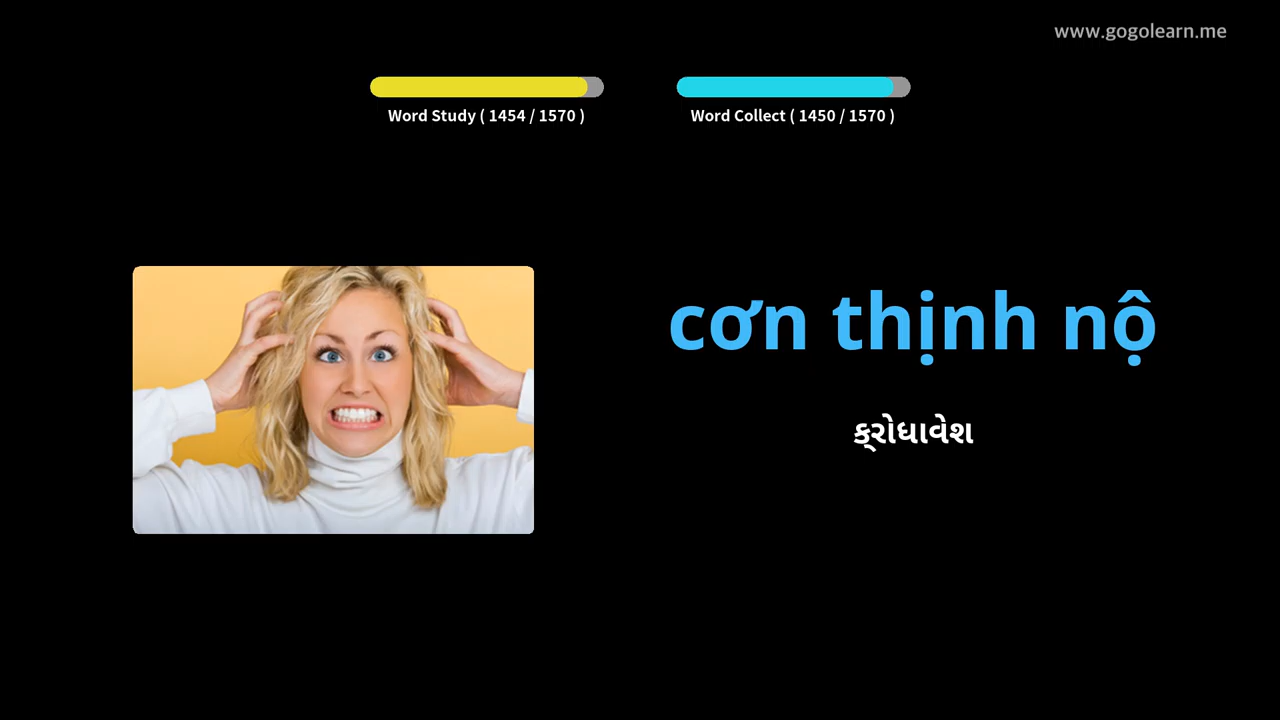 www.gogolearn.me
Word Study ( 1454 / 1570 )
Word Collect ( 1450 / 1570 )
cơn thịnh nộ
ક્રોધાવેશ